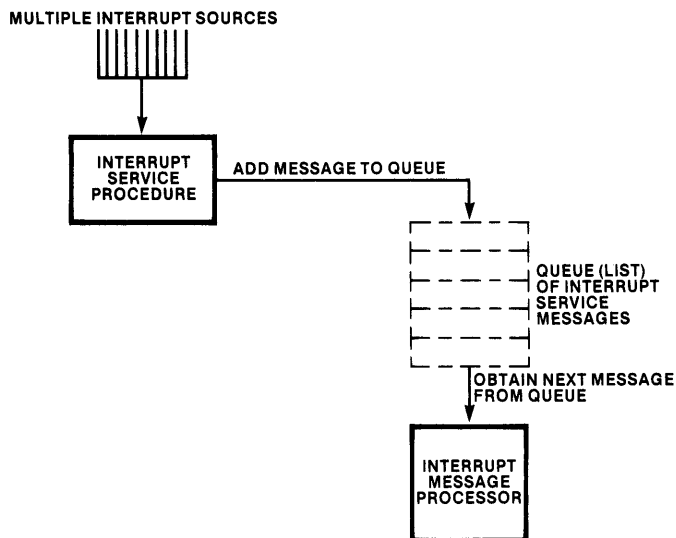 MULTIPLE INTERRUPT SOURCES
INTERRUPT
SERVICE
PROCEDURE
ADD MESSAGE TO QUEUE
QUEUE (LIST)
OF INTERRUPT
SERVICE
MESSAGES
OBTAIN NEXT MESSAGE
FROM QUEUE
INTERRUPT
MESSAGE
PROCESSOR